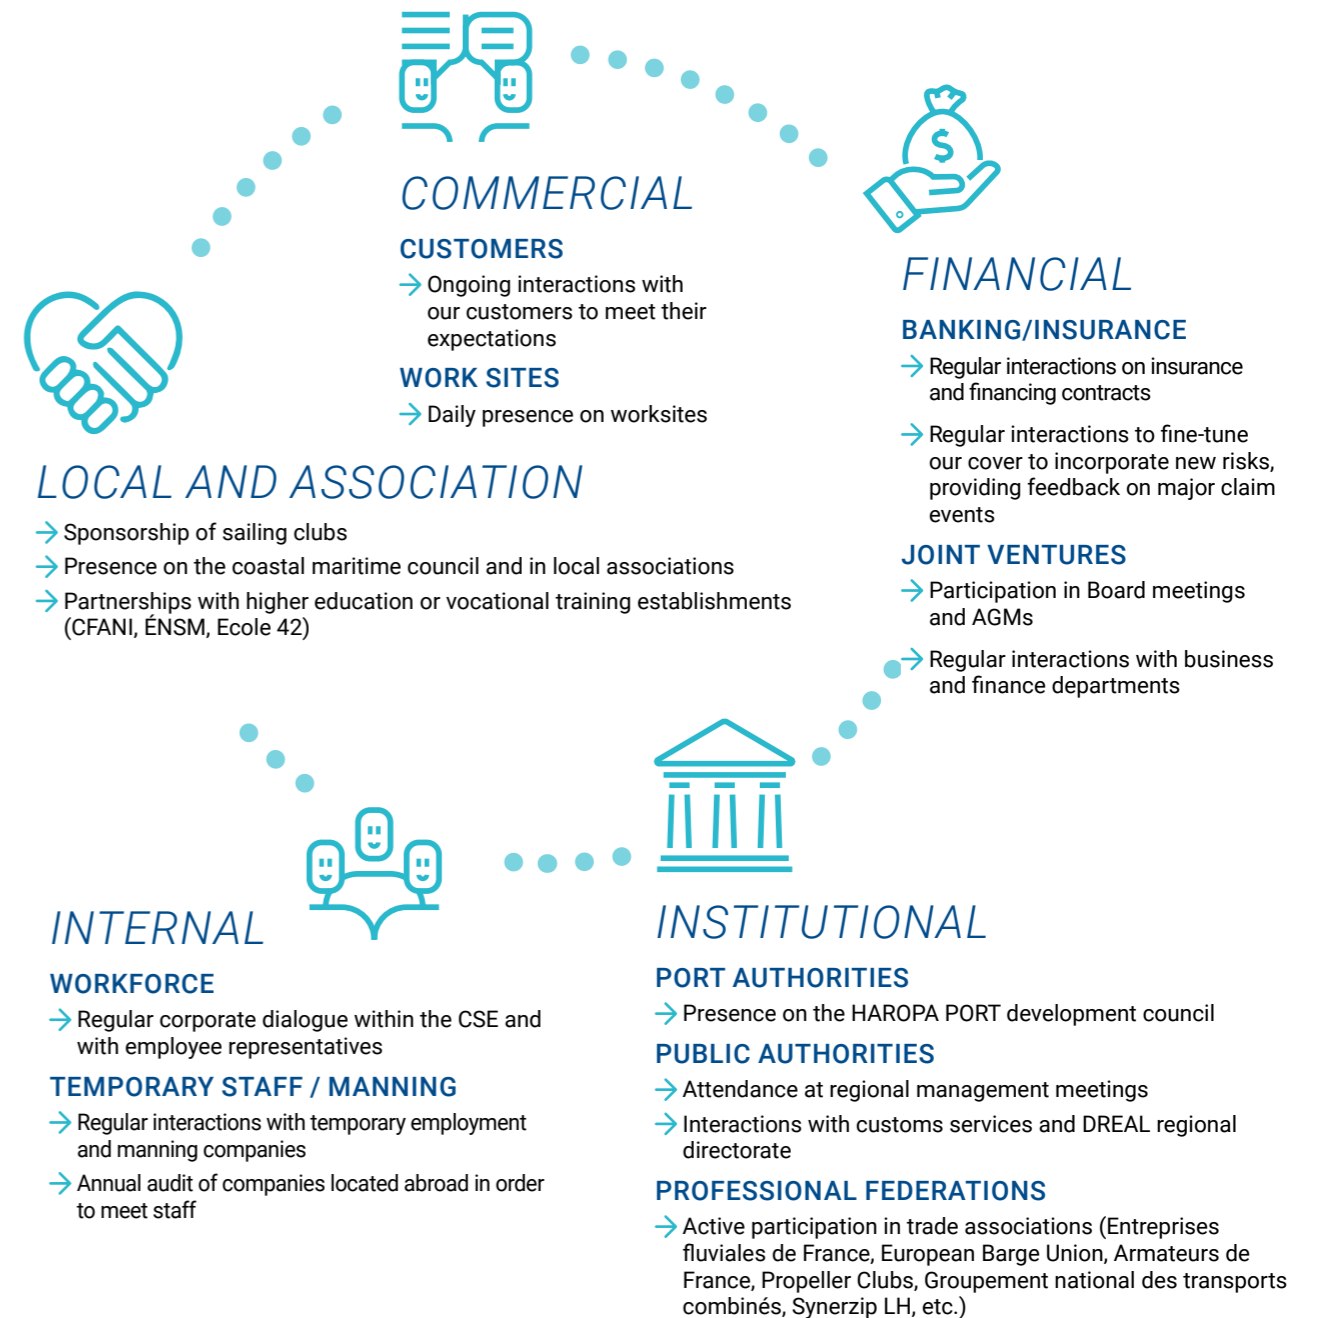 COMMERCIAL
CUSTOMERS
→ Ongoing interactions with
our customers to meet their
expectations
WORK SITES
→ Daily presence on worksites
$
FINANCIAL
BANKING/INSURANCE
→ Regular interactions on insurance
and financing contracts
→ Regular interactions to fine-tune
our cover to incorporate new risks,
providing feedback on major claim
events
JOINT VENTURES
→ Participation in Board meetings
and AGMs
→ Regular interactions with business
and finance departments
LOCAL AND ASSOCIATION
→ Sponsorship of sailing clubs
→ Presence on the coastal maritime council and in local associations
→ Partnerships with higher education or vocational training establishments
(CFANI, ÉNSM, Ecole 42)
INTERNAL
WORKFORCE
→ Regular corporate dialogue within the CSE and
with employee representatives
TEMPORARY STAFF / MANNING
→ Regular interactions with temporary employment
and manning companies
→ Annual audit of companies located abroad in order
to meet staff
INSTITUTIONAL
PORT AUTHORITIES
→ Presence on the HAROPA PORT development council
PUBLIC AUTHORITIES
→ Attendance at regional management meetings
→ Interactions with customs services and DREAL regional
directorate
PROFESSIONAL FEDERATIONS
→ Active participation in trade associations (Entreprises
fluviales de France, European Barge Union, Armateurs de
France, Propeller Clubs, Groupement national des transports
combinés, Synerzip LH, etc.)